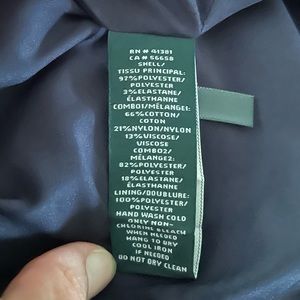 RN # 41381
CA # 56658
SHELL/
TISSU PRINCIPAL:
97%POLYESTER/
POLYESTER
3%ELASTANE/
ÉLASTHANNE
COMBO1/MÉLANGE1:
66%COTTON/
COTON
21%NYLON/NYLON
13%VISCOSE/
VISCOSE
COMBO2/
MÉLANGE2:
82%POLYESTER/
POLYESTER
18%ELASTANE/
ÉLASTHANNE
LINING/DOUBLURE:
100%POLYESTER/
POLYESTER
HAND WASH COLD
ONLY NON-
CHLORINE BLEACH
WHEN NEEDED
HANG TO DRY
COOL IRON
IF NEEDED
DO NOT DRY CLEAN